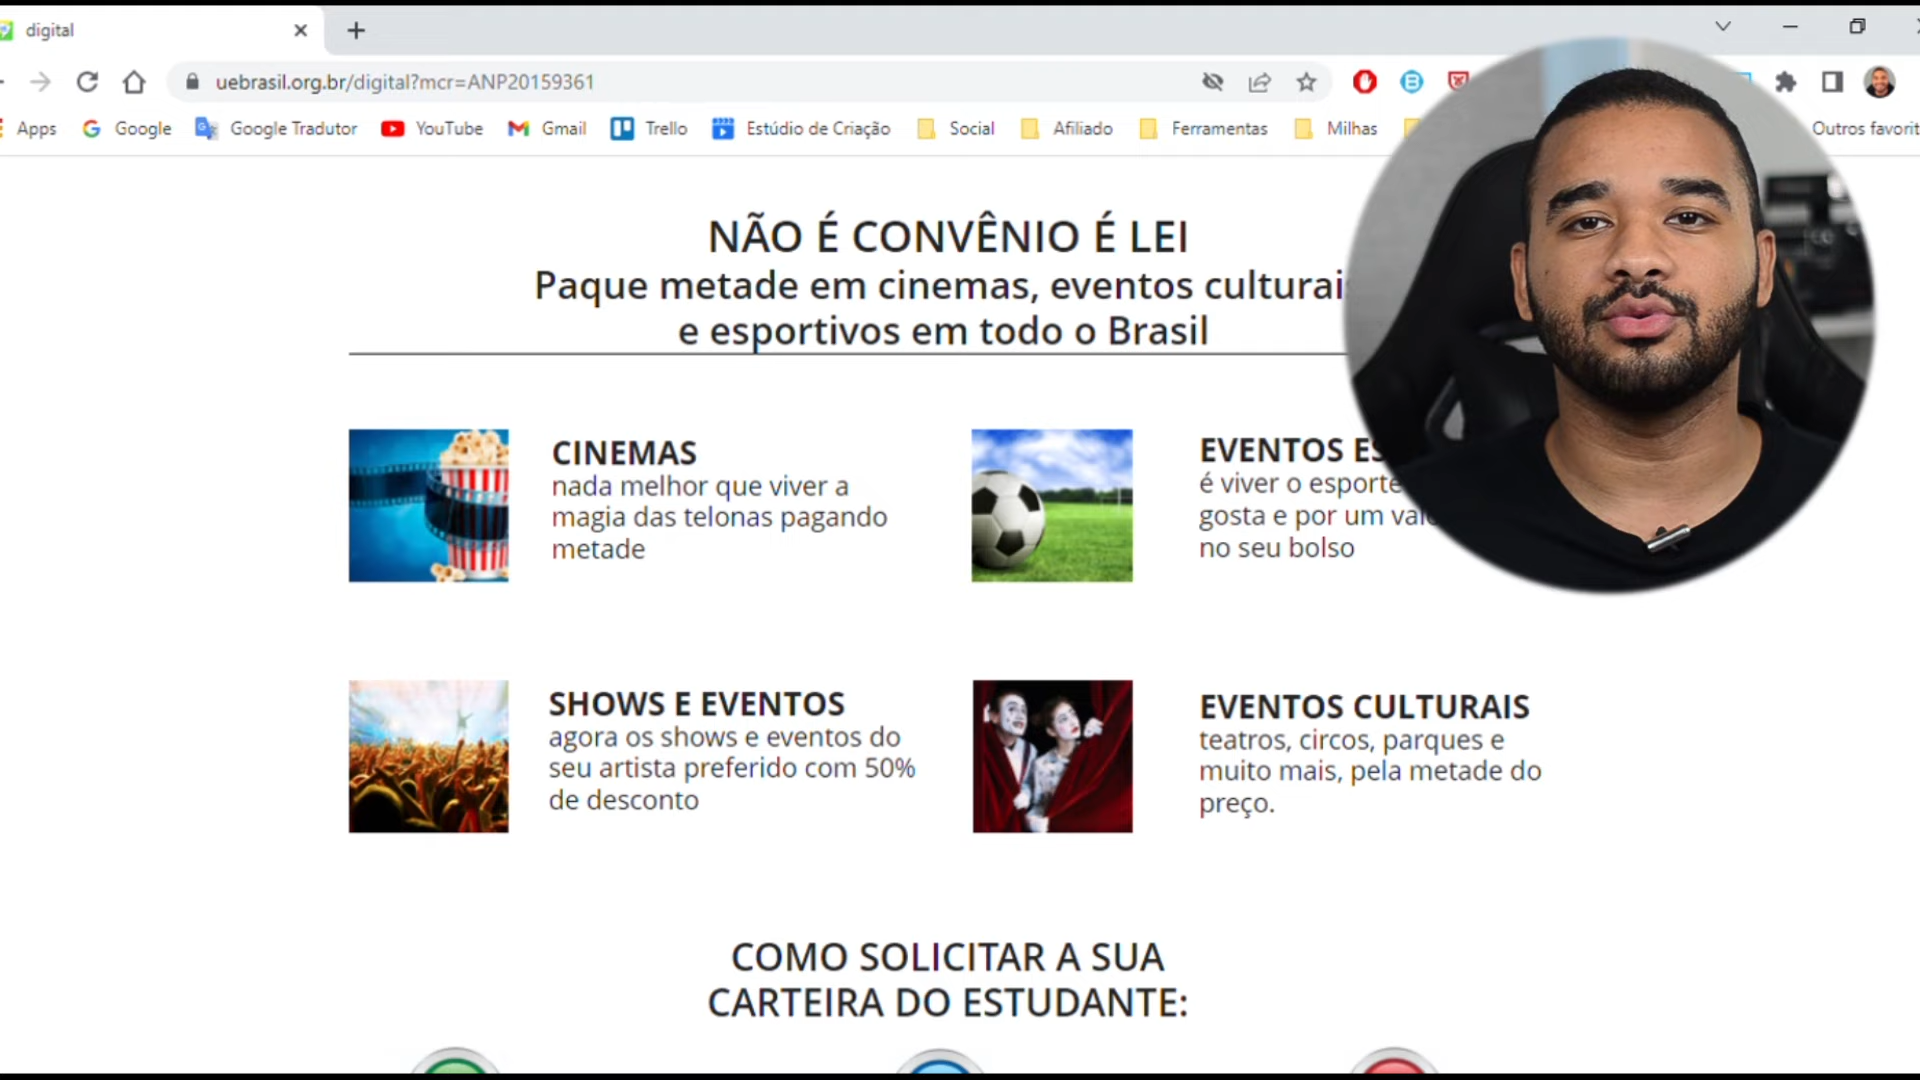 digital
uebrasil.org.br/digital?mcr=ANP20159361
Apps Google Google Tradutor YouTube Gmail Trello Estúdio de Criação Social Afiliado Ferramentas Milhas Outros favorit
NÃO É CONVÊNIO É LEI
Paque metade em cinemas, eventos culturai
e esportivos em todo o Brasil
CINEMAS
nada melhor que viver a
magia das telonas pagando
metade
EVENTOS ES
é viver o esporte
gosta e por um valo
no seu bolso
SHOWS E EVENTOS
agora os shows e eventos do
seu artista preferido com 50%
de desconto
EVENTOS CULTURAIS
teatros, circos, parques e
muito mais, pela metade do
preço.
COMO SOLICITAR A SUA
CARTEIRA DO ESTUDANTE: